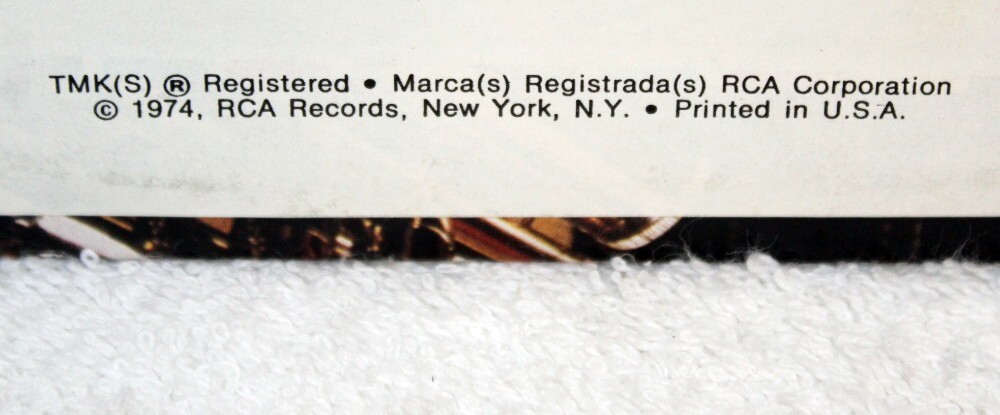 TMK(S) ® Registered • Marca(s) Registrada(s) RCA Corporation
© 1974, RCA Records, New York, N.Y. • Printed in U.S.A.